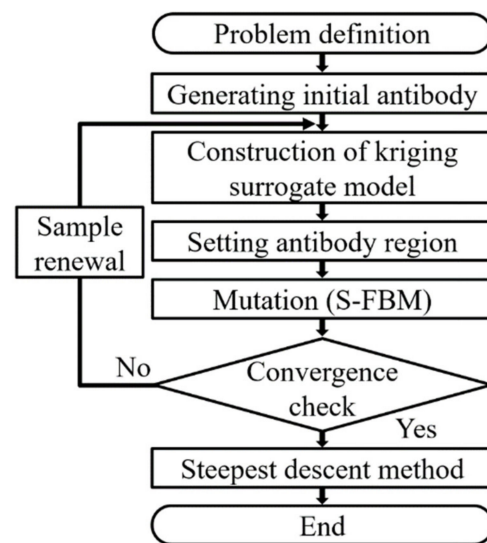 Problem definition
Generating initial antibody
Construction of kriging
surrogate model
Sample
renewal
Setting antibody region
Mutation (S-FBM)
No
Convergence
check
Yes
Steepest descent method
End